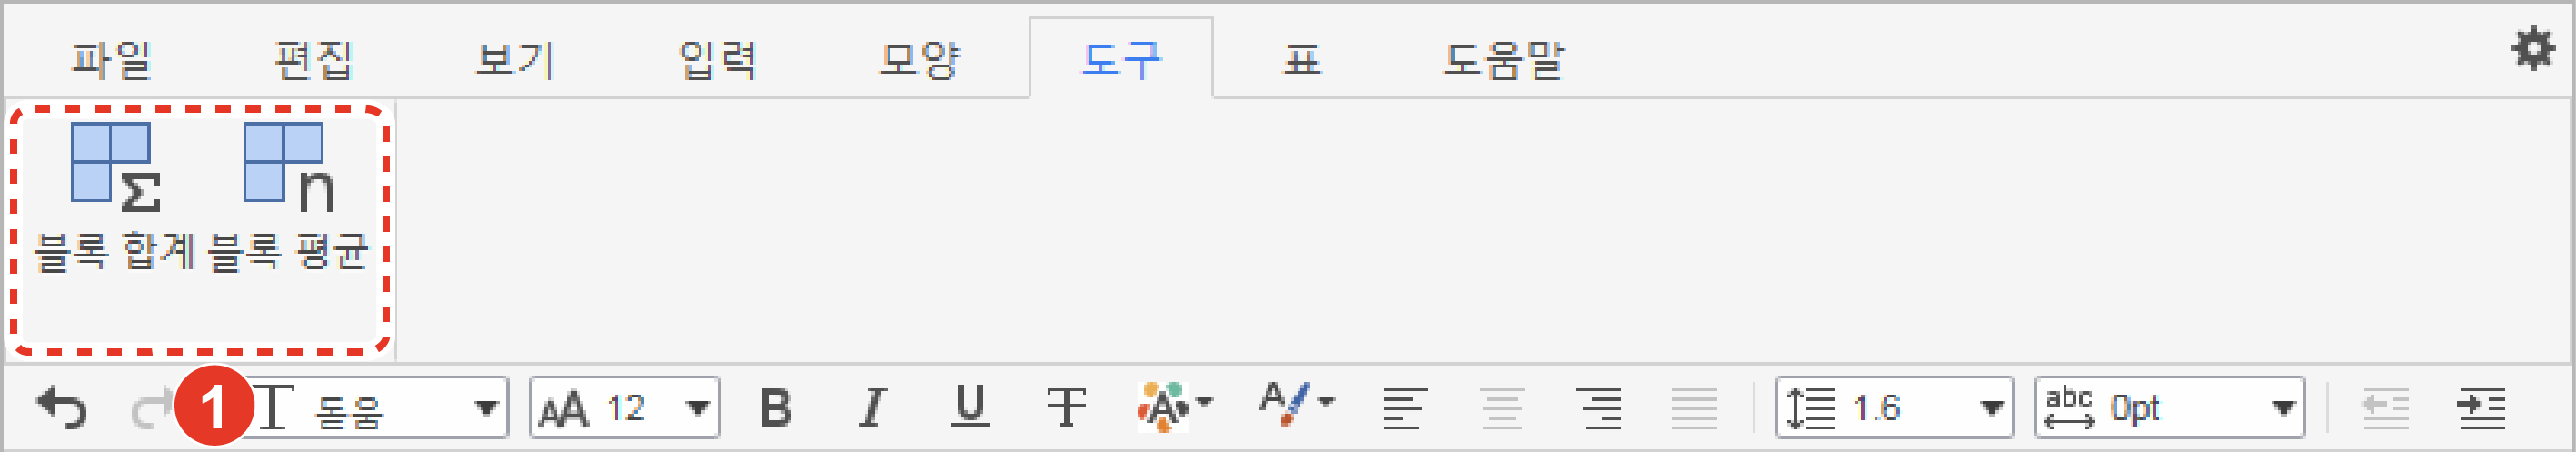 파일 편집 보기 입력 모양 도구 표 도움말
Σ n
블록 합계 블록 평균
1 T 돋움 AA 12 B I U T A A 1.6 abc 0pt